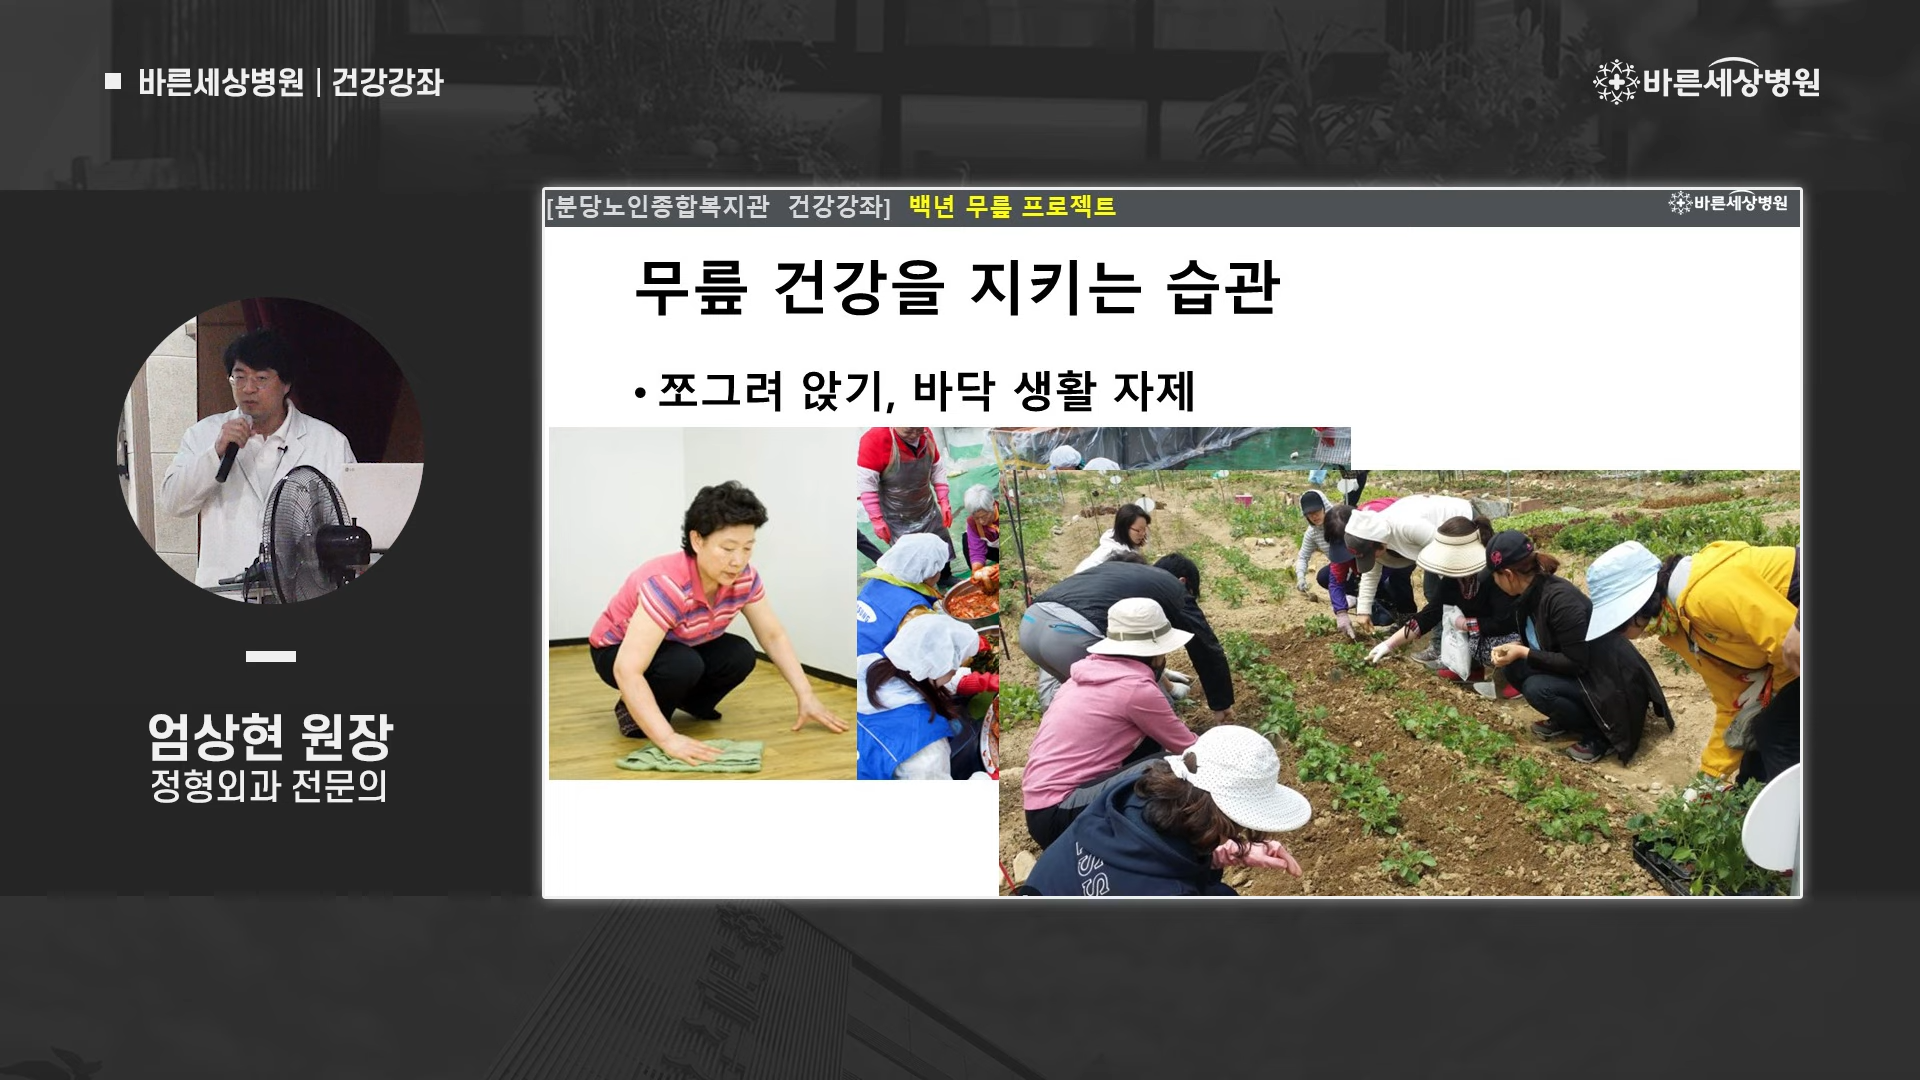 바른세상병원 | 건강강좌
바른세상병원
[분당노인종합복지관 건강강좌] 백년 무릎 프로젝트
바른세상병원
무릎 건강을 지키는 습관
• 쪼그려 앉기, 바닥 생활 자제
엄상현 원장
정형외과 전문의